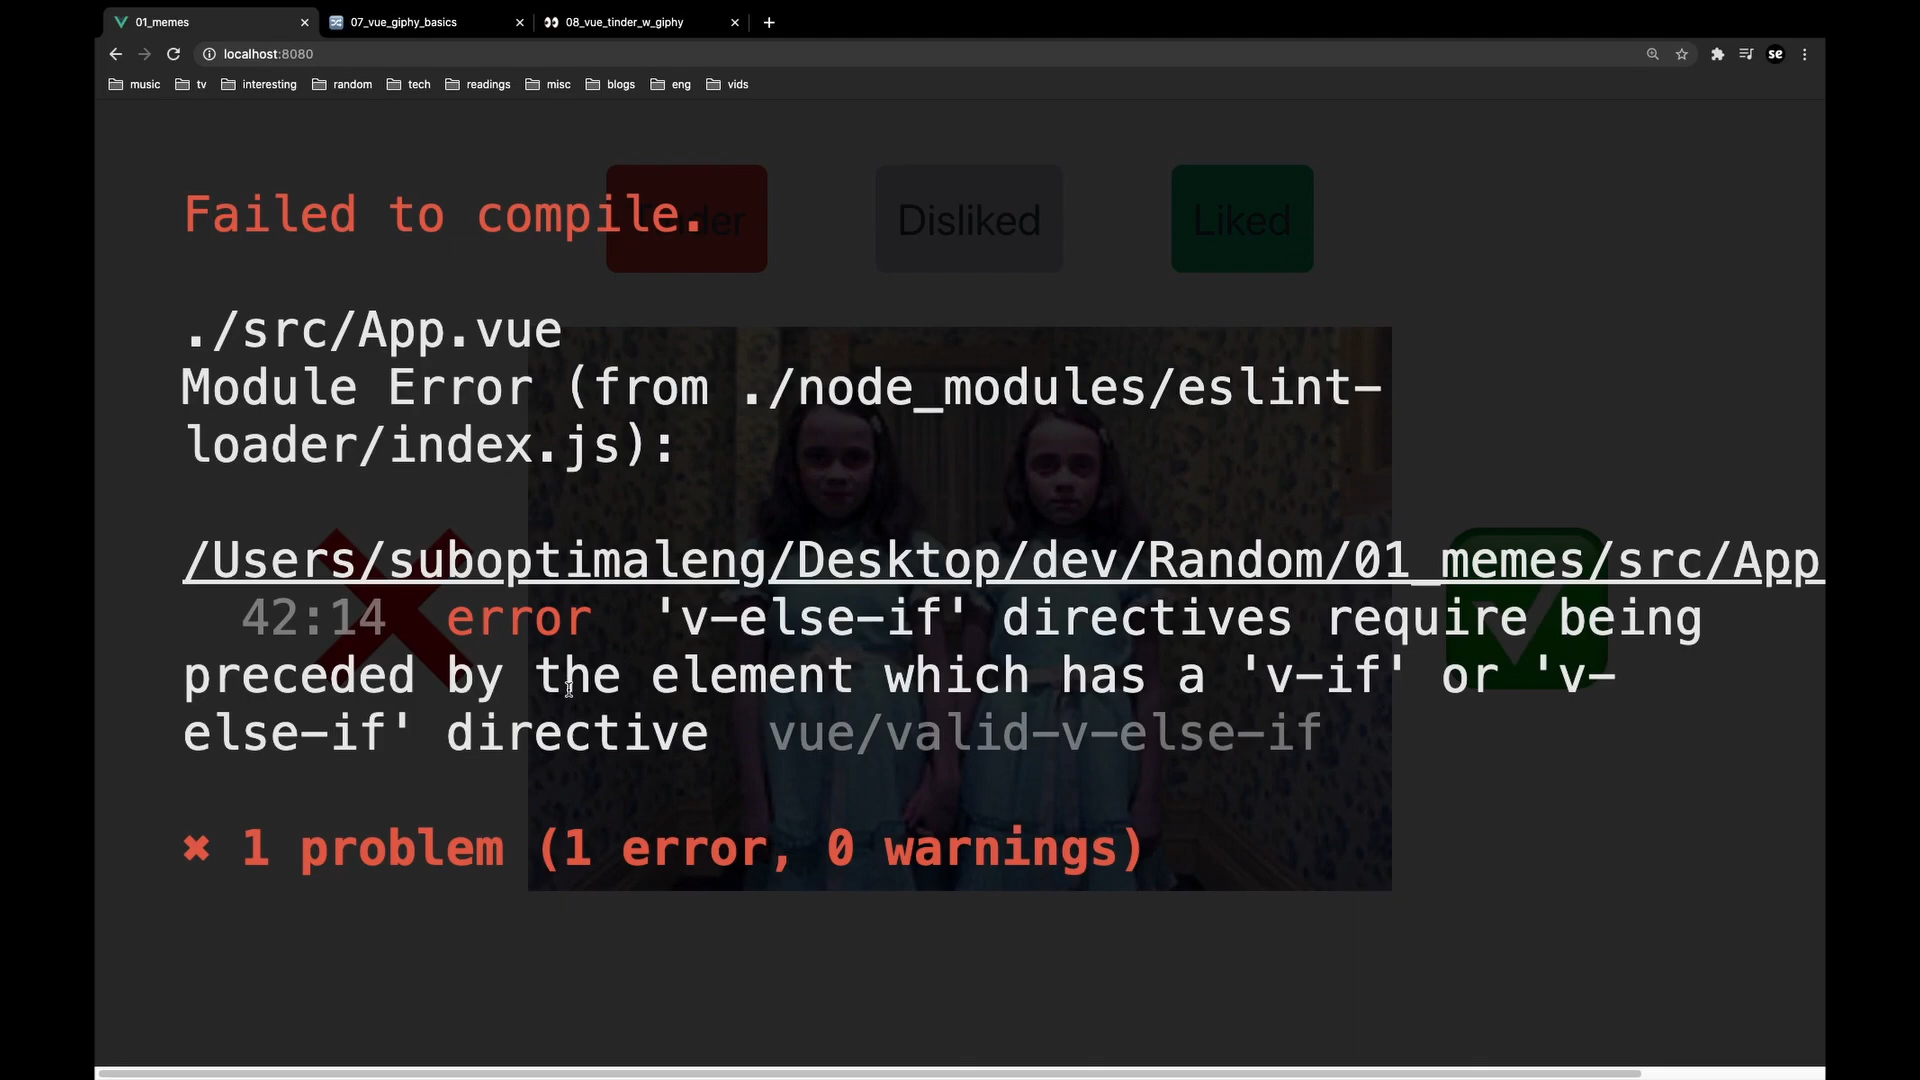 01_memes
07_vue_giphy_basics
08_vue_tinder_w_giphy
localhost:8080
se
music
tv
interesting
random
tech
readings
misc
blogs
eng
vids
Tinder
Disliked
Liked
Failed to compile.
./src/App.vue
Module Error (from ./node_modules/eslint-
loader/index.js):
/Users/suboptimaleng/Desktop/dev/Random/01_memes/src/App
42:14 error 'v-else-if' directives require being
preceded by the element which has a 'v-if' or 'v-
else-if' directive vue/valid-v-else-if
✖ 1 problem (1 error, 0 warnings)